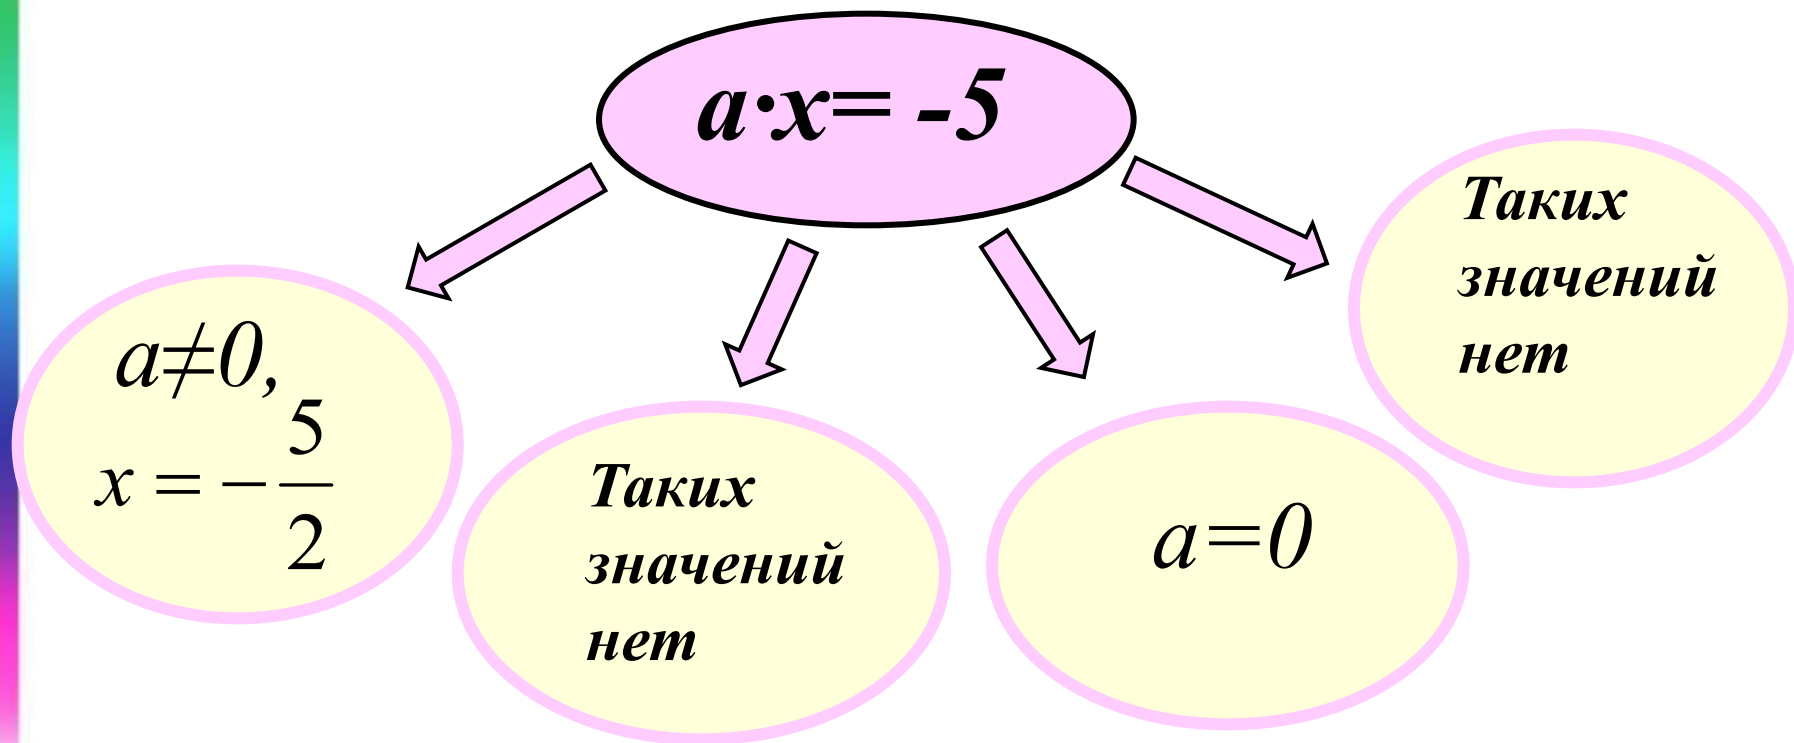 a·x= -5
a≠0,
x = −5/2
Таких
значений
нет
a=0
Таких
значений
нет